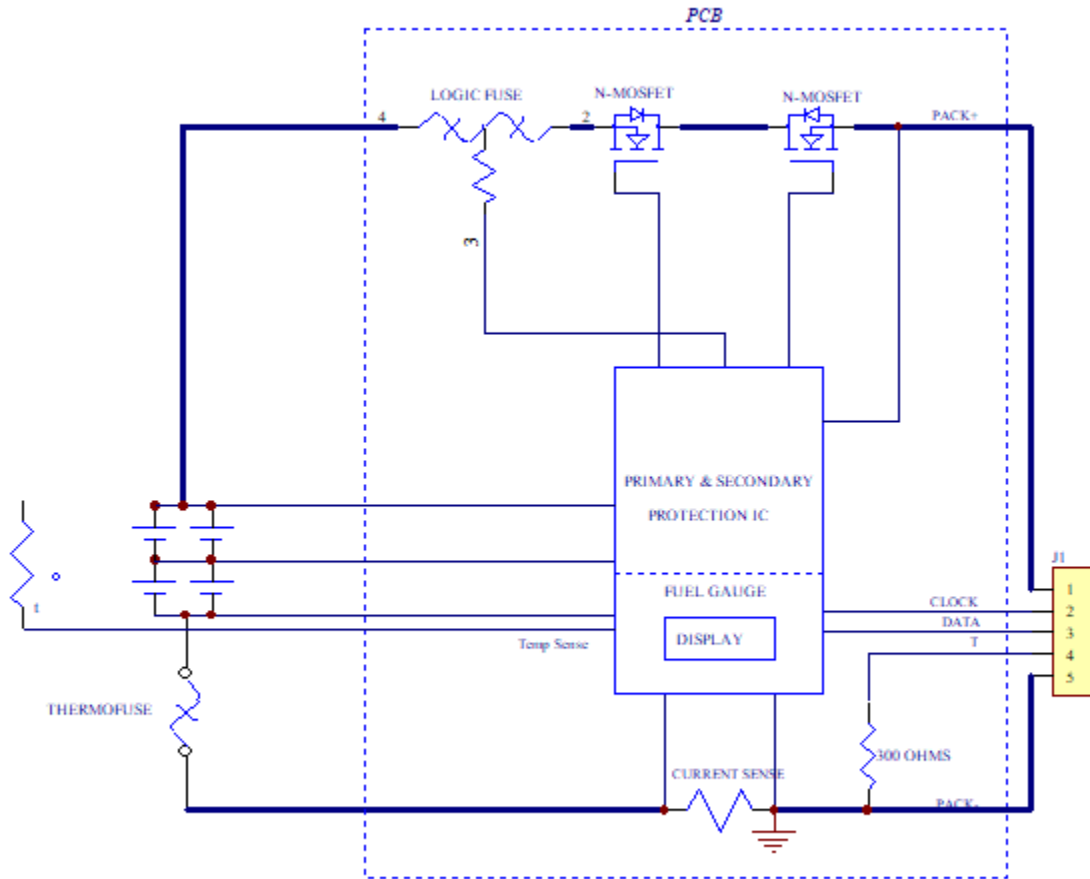 PCB
LOGIC FUSE
N-MOSFET
N-MOSFET
4
2
PACK+
3
PRIMARY & SECONDARY
PROTECTION IC
J1
FUEL GAUGE
1
CLOCK
2
DATA
3
DISPLAY
T
4
5
t
Temp Sense
THERMOFUSE
300 OHMS
CURRENT SENSE
PACK-